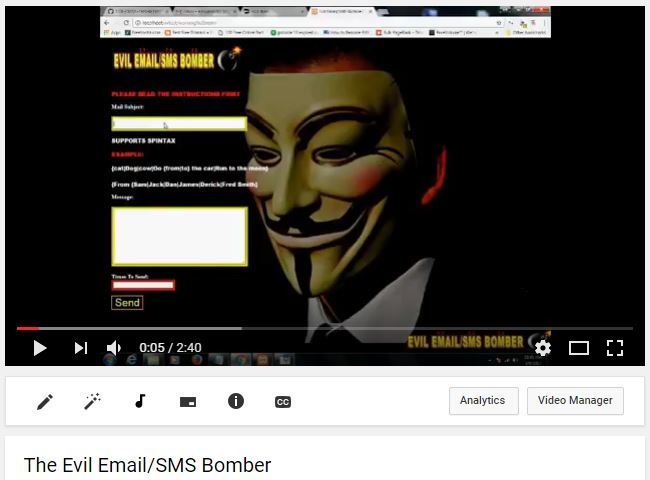 EVIL EMAIL/SMS BOMBER
PLEASE READ THE INSTRUCTIONS FIRST
Mail Subject:
SUPPORTS SPINTAX
EXAMPLE:
{cat|Dog|cow|Go {from|to} the car|Run to the moon}
{From {Sam|Jack|Dan|James|Derick|Fred Smith}
Message:
Times To Send:
Send
EVIL EMAIL/SMS BOMBER
0:05 / 2:40
CC
Analytics
Video Manager
The Evil Email/SMS Bomber